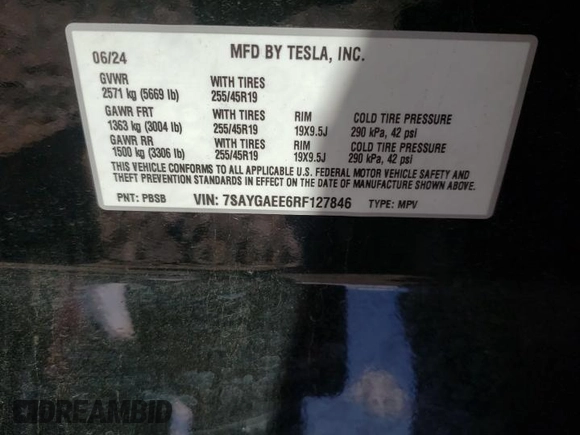 06/24 MFD BY TESLA, INC.
GVWR WITH TIRES
2571 kg (5669 lb) 255/45R19
GAWR FRT WITH TIRES RIM COLD TIRE PRESSURE
1363 kg (3004 lb) 255/45R19 19X9.5J 290 kPa, 42 psi
GAWR RR WITH TIRES RIM COLD TIRE PRESSURE
1500 kg (3306 lb) 255/45R19 19X9.5J 290 kPa, 42 psi
THIS VEHICLE CONFORMS TO ALL APPLICABLE U.S. FEDERAL MOTOR VEHICLE SAFETY AND
THEFT PREVENTION STANDARDS IN EFFECT ON THE DATE OF MANUFACTURE SHOWN ABOVE.
PNT: PBSB VIN: 7SAYGAEE6RF127846 TYPE: MPV
DREAMBID